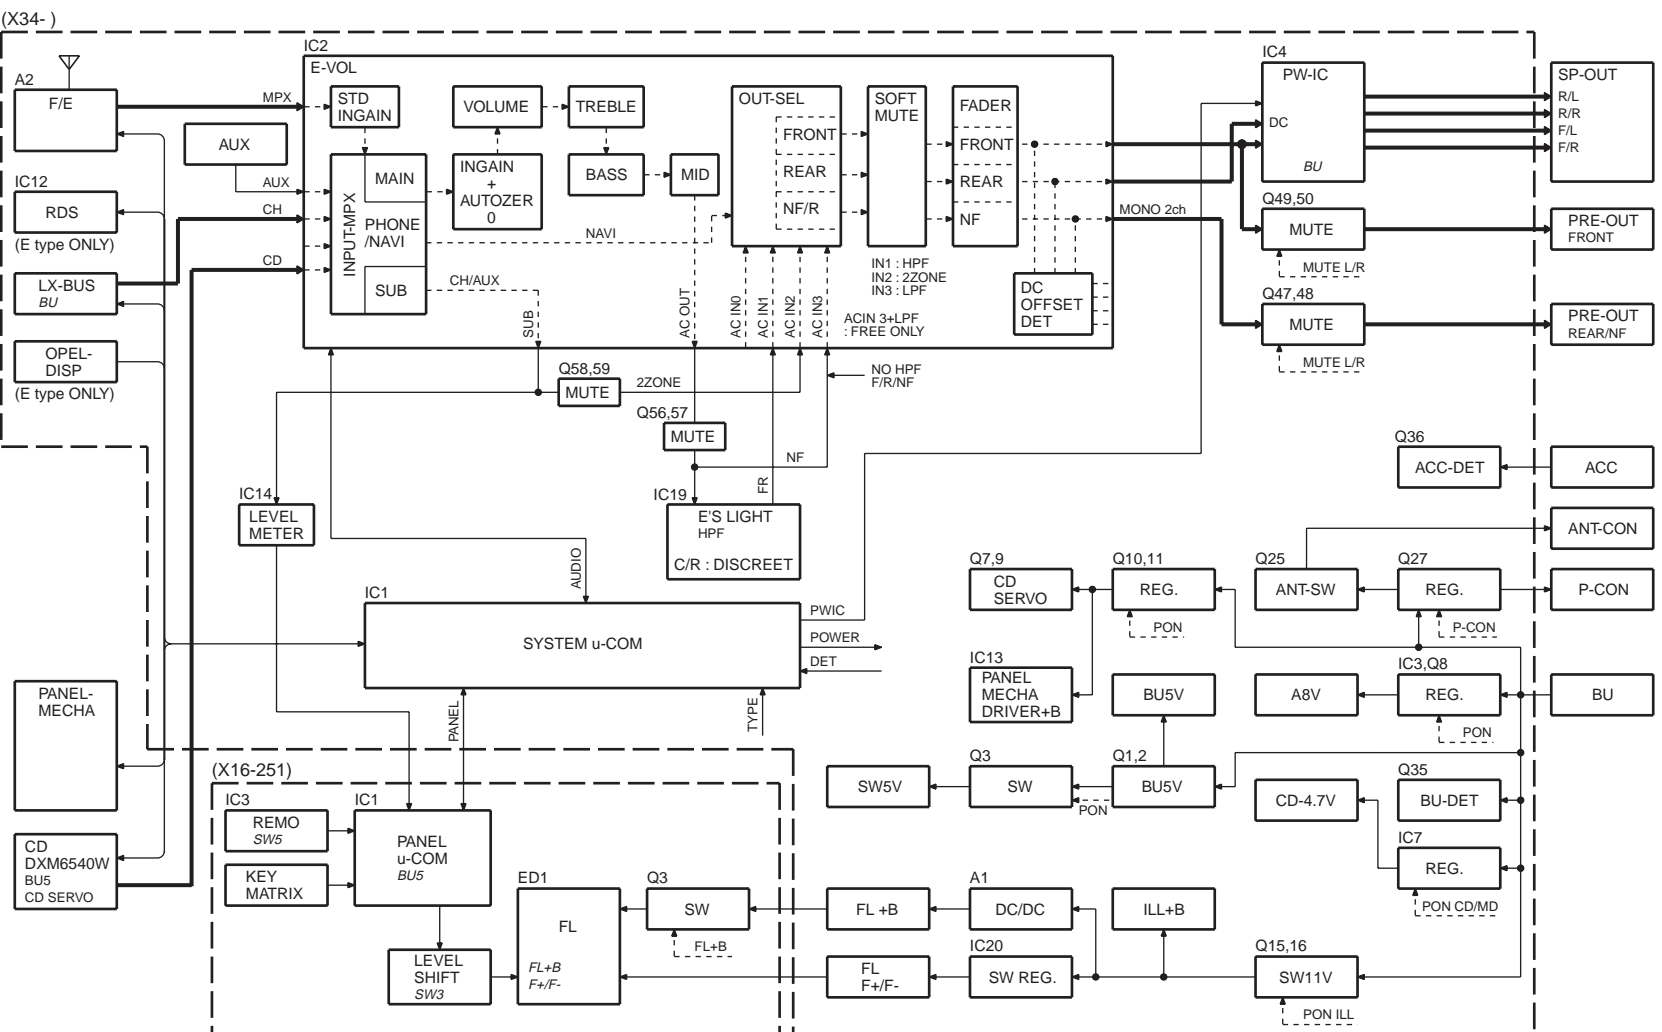 (X34- )
A2
F/E
MPX
AUX
AUX
IC12
RDS
(E type ONLY)
CH
LX-BUS
BU
CD
OPEL-
DISP
(E type ONLY)
IC2
E-VOL
STD
INGAIN
VOLUME
TREBLE
INPUT-MPX
MAIN
PHONE
/NAVI
SUB
INGAIN
+
AUTOZER
0
BASS
MID
NAVI
CH/AUX
SUB
AC OUT
OUT-SEL
FRONT
REAR
NF/R
SOFT
MUTE
FADER
FRONT
REAR
NF
AC IN0
AC IN1
AC IN2
AC IN3
IN1 : HPF
IN2 : 2ZONE
IN3 : LPF
ACIN 3+LPF
: FREE ONLY
DC
OFFSET
DET
MONO 2ch
IC4
PW-IC
DC
BU
SP-OUT
R/L
R/R
F/L
F/R
Q49,50
MUTE
MUTE L/R
PRE-OUT
FRONT
Q47,48
MUTE
MUTE L/R
PRE-OUT
REAR/NF
Q58,59
MUTE
2ZONE
NO HPF
F/R/NF
Q56,57
MUTE
NF
FR
IC14
LEVEL
METER
IC19
E'S LIGHT
HPF
C/R : DISCREET
AUDIO
IC1
SYSTEM u-COM
PWIC
POWER
DET
PANEL
TYPE
Q36
ACC-DET
ACC
ANT-CON
Q7,9
CD
SERVO
Q10,11
REG.
PON
Q25
ANT-SW
Q27
REG.
P-CON
P-CON
IC13
PANEL
MECHA
DRIVER+B
BU5V
A8V
IC3,Q8
REG.
PON
BU
PANEL-
MECHA
SW5V
Q3
SW
PON
Q1,2
BU5V
CD-4.7V
Q35
BU-DET
IC7
REG.
PON CD/MD
CD
DXM6540W
BU5
CD SERVO
(X16-251)
IC3
REMO
SW5
KEY
MATRIX
IC1
PANEL
u-COM
BU5
LEVEL
SHIFT
SW3
ED1
FL
FL+B
F+/F-
Q3
SW
FL+B
FL +B
A1
DC/DC
ILL+B
FL
F+/F-
IC20
SW REG.
Q15,16
SW11V
PON ILL